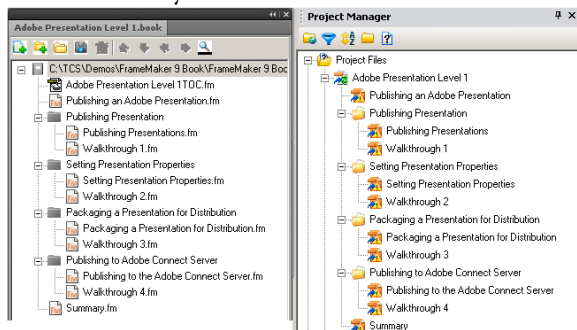 Adobe Presentation Level 1.book
C:\TCS\Demos\FrameMaker 9 Book\FrameMaker 9 Boo
Adobe Presentation Level 1TOC.fm
Publishing an Adobe Presentation.fm
Publishing Presentation
Publishing Presentations.fm
Walkthrough 1.fm
Setting Presentation Properties
Setting Presentation Properties.fm
Walkthrough 2.fm
Packaging a Presentation for Distribution
Packaging a Presentation for Distribution.fm
Walkthrough 3.fm
Publishing to Adobe Connect Server
Publishing to the Adobe Connect Server.fm
Walkthrough 4.fm
Summary.fm
Project Manager
Project Files
Adobe Presentation Level 1
Publishing an Adobe Presentation
Publishing Presentation
Publishing Presentations
Walkthrough 1
Setting Presentation Properties
Setting Presentation Properties
Walkthrough 2
Packaging a Presentation for Distribution
Packaging a Presentation for Distribution
Walkthrough 3
Publishing to Adobe Connect Server
Publishing to the Adobe Connect Server
Walkthrough 4
Summary